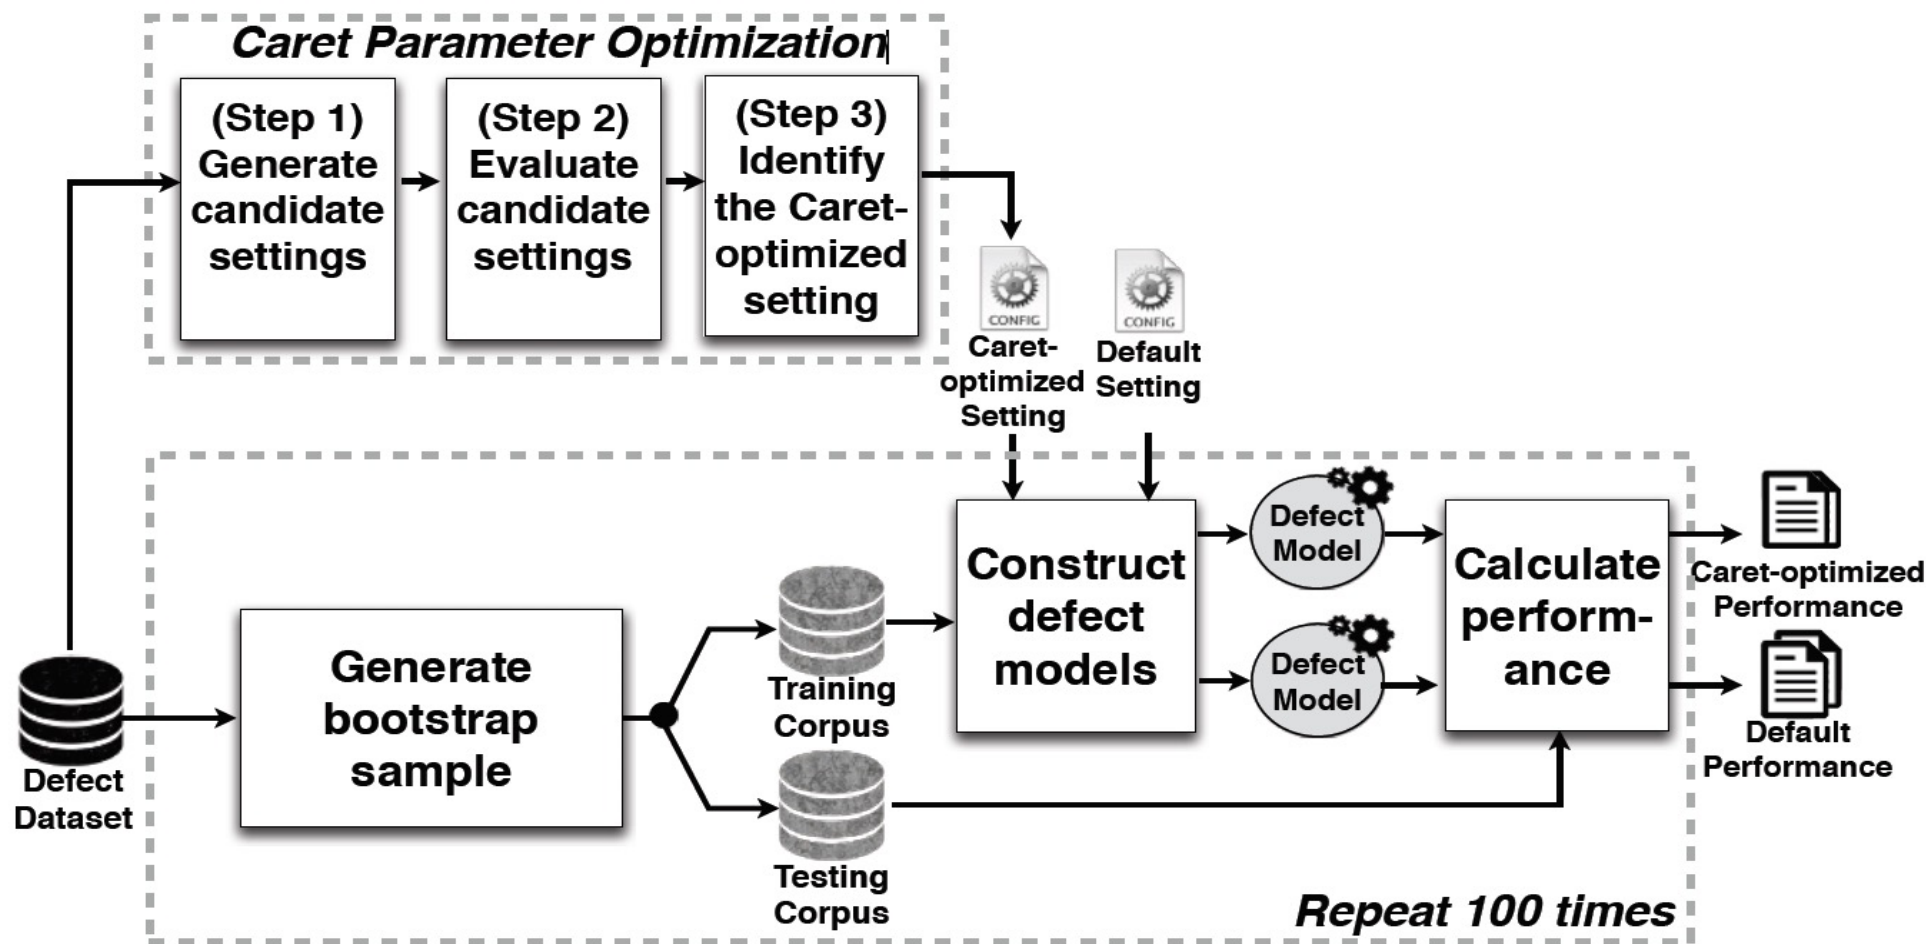 Caret Parameter Optimization
(Step 1)
Generate
candidate
settings
(Step 2)
Evaluate
candidate
settings
(Step 3)
Identify
the Caret-
optimized
setting
CONFIG
Caret-
optimized
Setting
CONFIG
Default
Setting
Defect
Dataset
Generate
bootstrap
sample
Training
Corpus
Testing
Corpus
Construct
defect
models
Defect
Model
Defect
Model
Calculate
perform-
ance
Caret-optimized
Performance
Default
Performance
Repeat 100 times